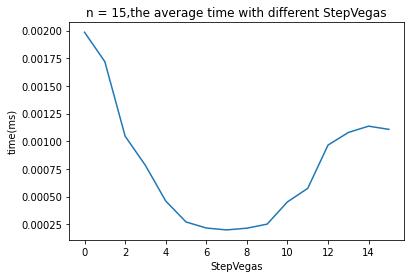 n = 15,the average time with different StepVegas
0.00200
0.00175
0.00150
0.00125
0.00100
0.00075
0.00050
0.00025
time(ms)
0 2 4 6 8 10 12 14
StepVegas